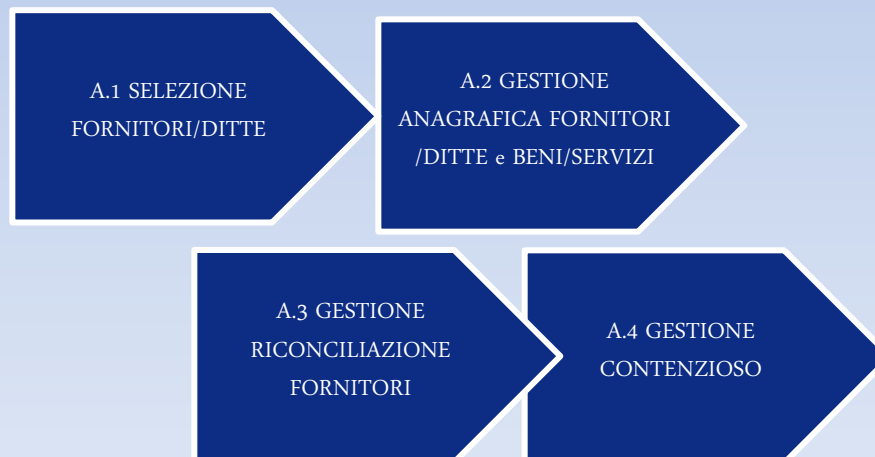 A.1 SELEZIONE
FORNITORI/DITTE
A.2 GESTIONE
ANAGRAFICA FORNITORI
/DITTE e BENI/SERVIZI
A.3 GESTIONE
RICONCILIAZIONE
FORNITORI
A.4 GESTIONE
CONTENZIOSO